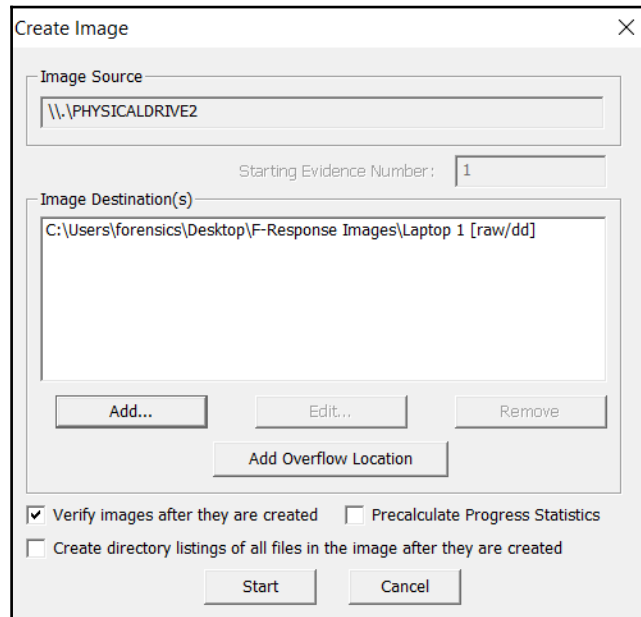 Create Image
Image Source
\\.\PHYSICALDRIVE2
Starting Evidence Number: 1
Image Destination(s)
C:\Users\forensics\Desktop\F-Response Images\Laptop 1 [raw/dd]
Add... Edit... Remove
Add Overflow Location
Verify images after they are created Precalculate Progress Statistics
Create directory listings of all files in the image after they are created
Start Cancel